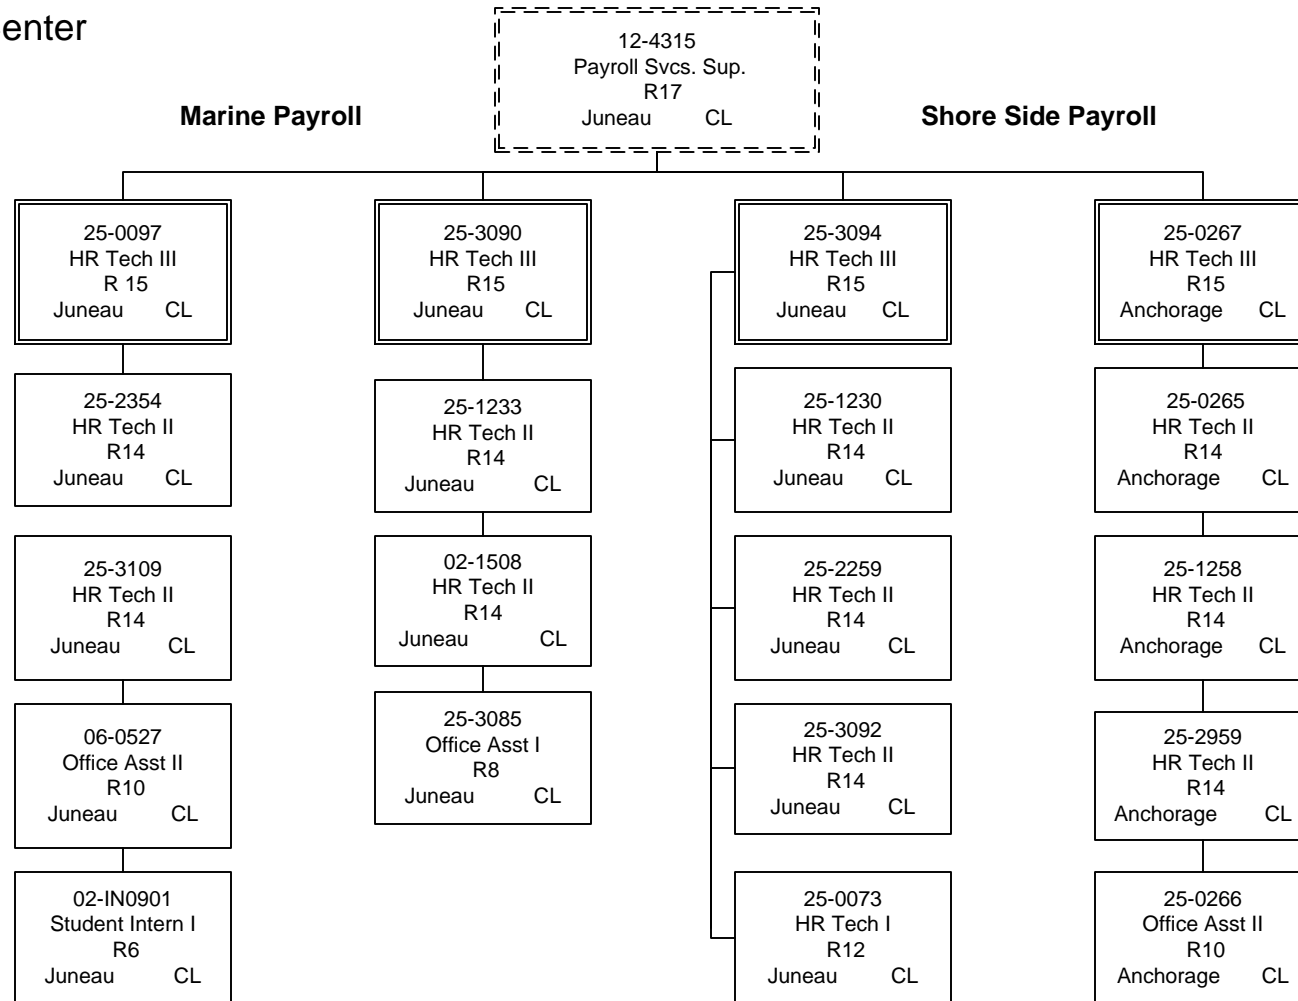 enter
12-4315
Payroll Svcs. Sup.
R17
Juneau CL
Marine Payroll
Shore Side Payroll
25-0097
HR Tech III
R 15
Juneau CL
25-2354
HR Tech II
R14
Juneau CL
25-3109
HR Tech II
R14
Juneau CL
06-0527
Office Asst II
R10
Juneau CL
02-IN0901
Student Intern I
R6
Juneau CL
25-3090
HR Tech III
R15
Juneau CL
25-1233
HR Tech II
R14
Juneau CL
02-1508
HR Tech II
R14
Juneau CL
25-3085
Office Asst I
R8
Juneau CL
25-3094
HR Tech III
R15
Juneau CL
25-1230
HR Tech II
R14
Juneau CL
25-2259
HR Tech II
R14
Juneau CL
25-3092
HR Tech II
R14
Juneau CL
25-0073
HR Tech I
R12
Juneau CL
25-0267
HR Tech III
R15
Anchorage CL
25-0265
HR Tech II
R14
Anchorage CL
25-1258
HR Tech II
R14
Anchorage CL
25-2959
HR Tech II
R14
Anchorage CL
25-0266
Office Asst II
R10
Anchorage CL